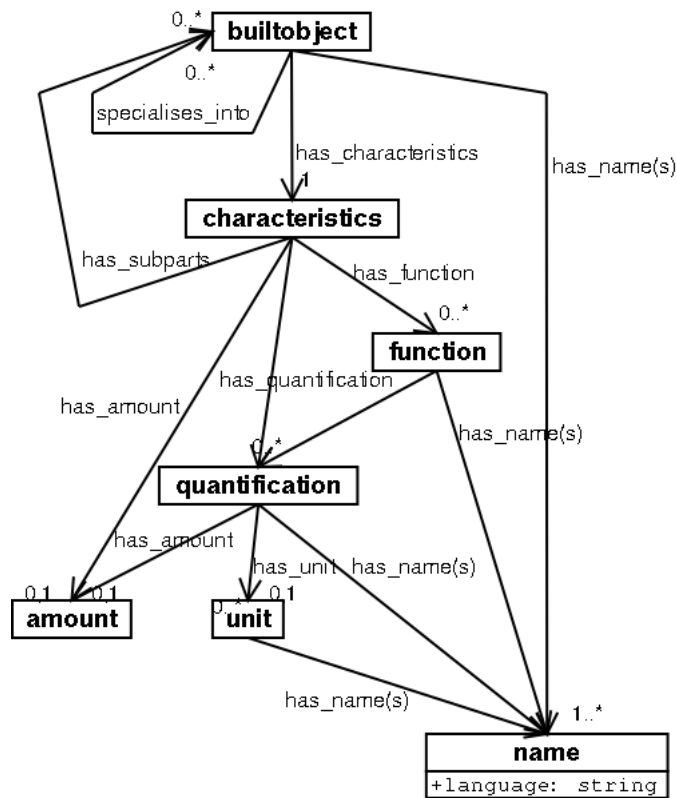 0..*
builtobject
0..*
specialises_into
has_characteristics
has_name(s)
1
characteristics
has_subparts
has_function
0..*
function
has_quantification
has_amount
has_name(s)
0..*
quantification
has_amount
has_unit
has_name(s)
0,1
0,1
0..*
0,1
amount
unit
has_name(s)
1..*
name
+language: string